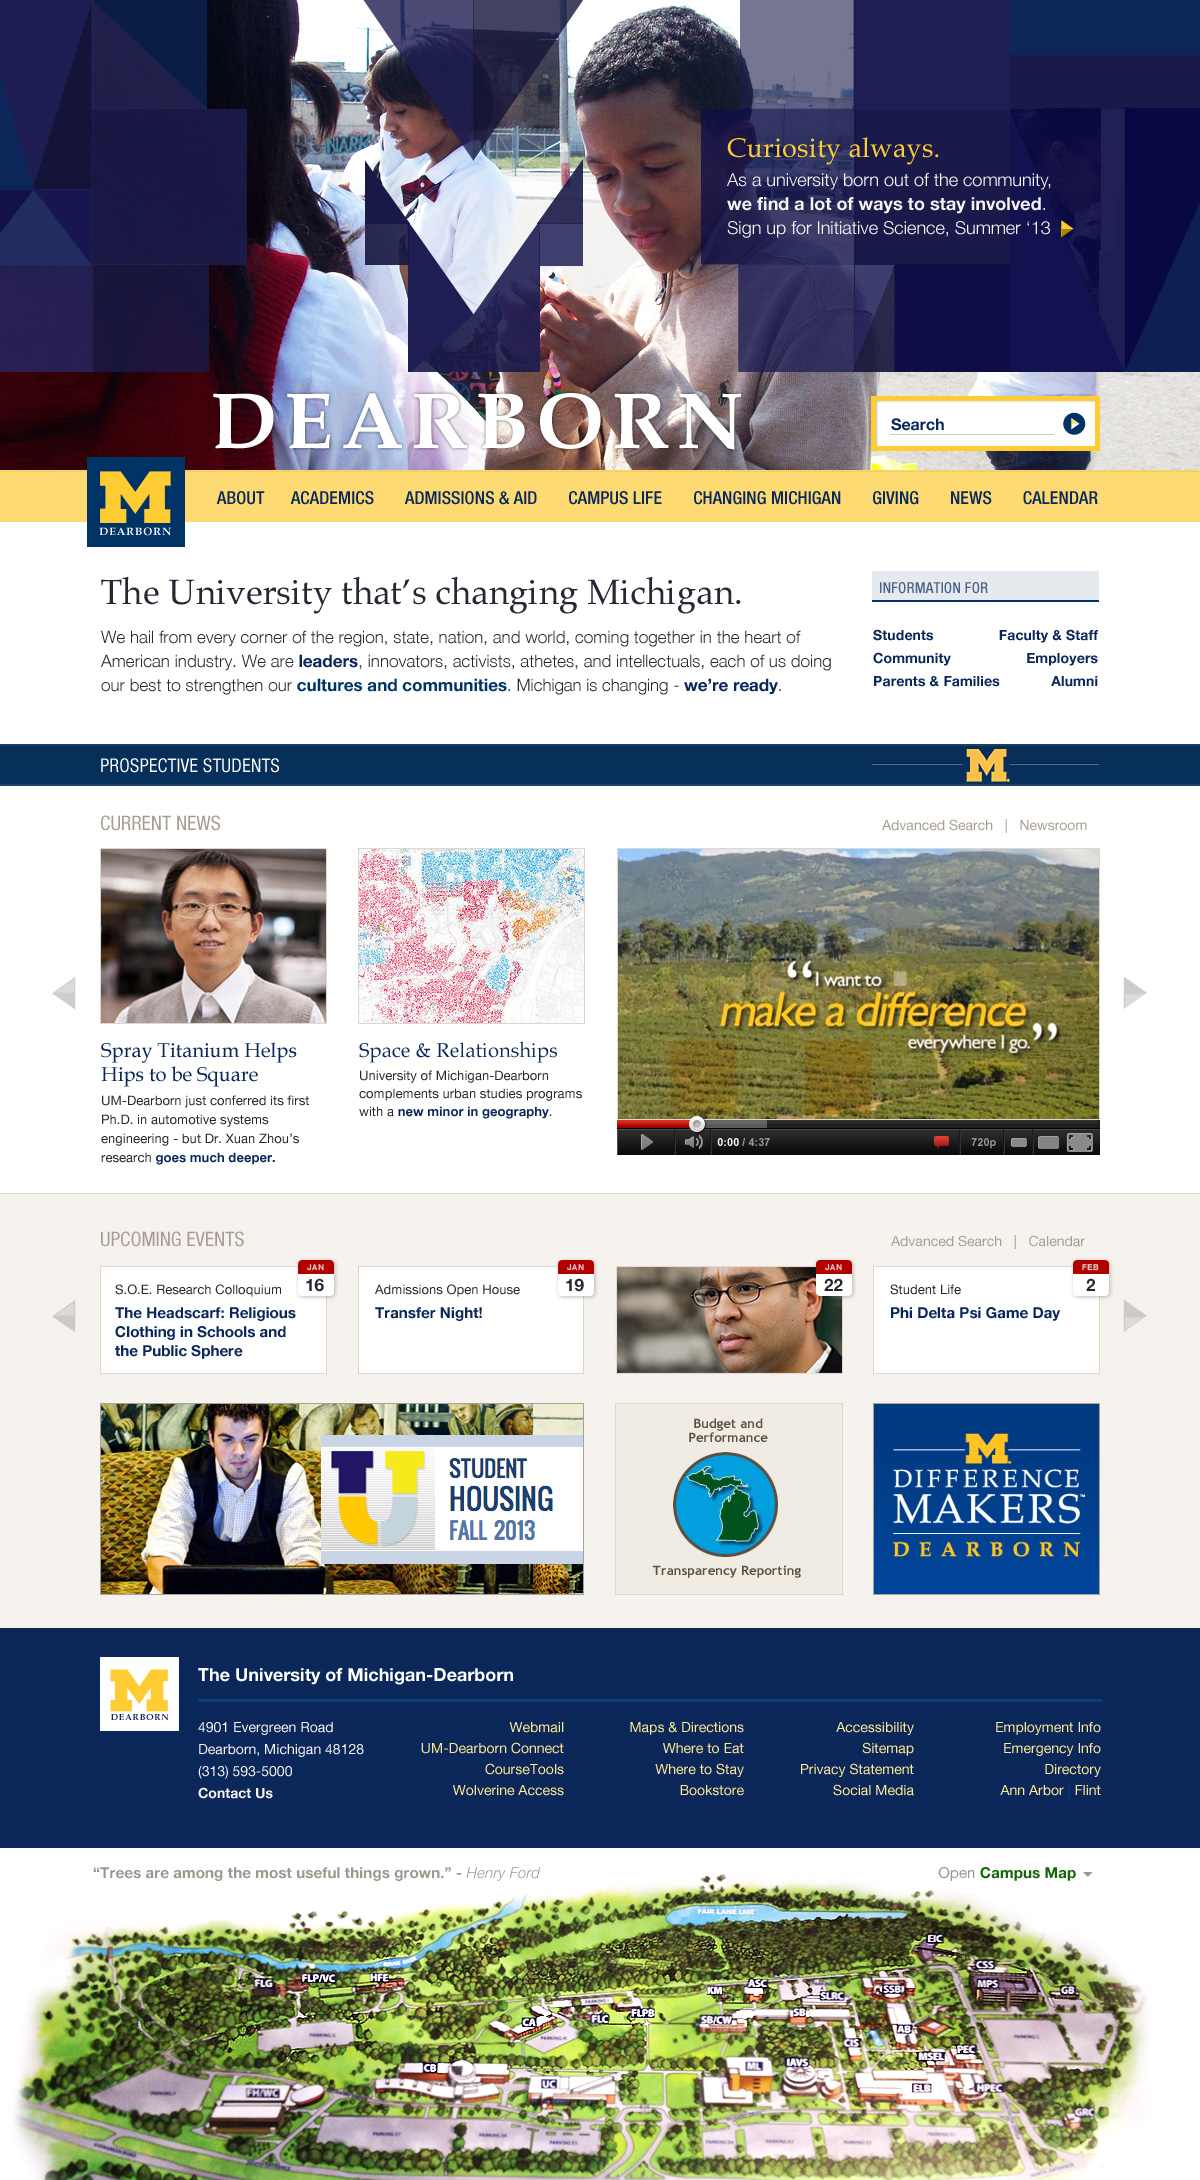 Curiosity always.
As a university born out of the community,
we find a lot of ways to stay involved.
Sign up for Initiative Science, Summer ‘13
DEARBORN
Search
M
DEARBORN
ABOUT ACADEMICS ADMISSIONS & AID CAMPUS LIFE CHANGING MICHIGAN GIVING NEWS CALENDAR
The University that’s changing Michigan.
We hail from every corner of the region, state, nation, and world, coming together in the heart of
American industry. We are leaders, innovators, activists, athetes, and intellectuals, each of us doing
our best to strengthen our cultures and communities. Michigan is changing - we’re ready.
INFORMATION FOR
Students Faculty & Staff
Community Employers
Parents & Families Alumni
PROSPECTIVE STUDENTS
M
CURRENT NEWS
Advanced Search | Newsroom
Spray Titanium Helps
Hips to be Square
UM-Dearborn just conferred its first
Ph.D. in automotive systems
engineering - but Dr. Xuan Zhou’s
research goes much deeper.
Space & Relationships
University of Michigan-Dearborn
complements urban studies programs
with a new minor in geography.
“I want to
make a difference
everywhere I go.”
0:00 / 4:37
720p
UPCOMING EVENTS
Advanced Search | Calendar
JAN
16
S.O.E. Research Colloquium
The Headscarf: Religious
Clothing in Schools and
the Public Sphere
JAN
19
Admissions Open House
Transfer Night!
JAN
22
FEB
2
Student Life
Phi Delta Psi Game Day
U
STUDENT
HOUSING
FALL 2013
Budget and
Performance
Transparency Reporting
M
DIFFERENCE
MAKERS™
DEARBORN
M
DEARBORN
The University of Michigan-Dearborn
4901 Evergreen Road
Dearborn, Michigan 48128
(313) 593-5000
Contact Us
Webmail
UM-Dearborn Connect
CourseTools
Wolverine Access
Maps & Directions
Where to Eat
Where to Stay
Bookstore
Accessibility
Sitemap
Privacy Statement
Social Media
Employment Info
Emergency Info
Directory
Ann Arbor | Flint
“Trees are among the most useful things grown.” - Henry Ford
Open Campus Map
FAIR LANE LAKE
EIC
CSS
MPS
GB
FLG
FLP/VC
HFE
KM
ASC
SLRC
SSB
CA
FLC
FLPB
SB/CW
SB
AB
CIS
MSEL
PEC
CB
ML
IAVS
UC
ELB
HPEC
FH/WC
GRC